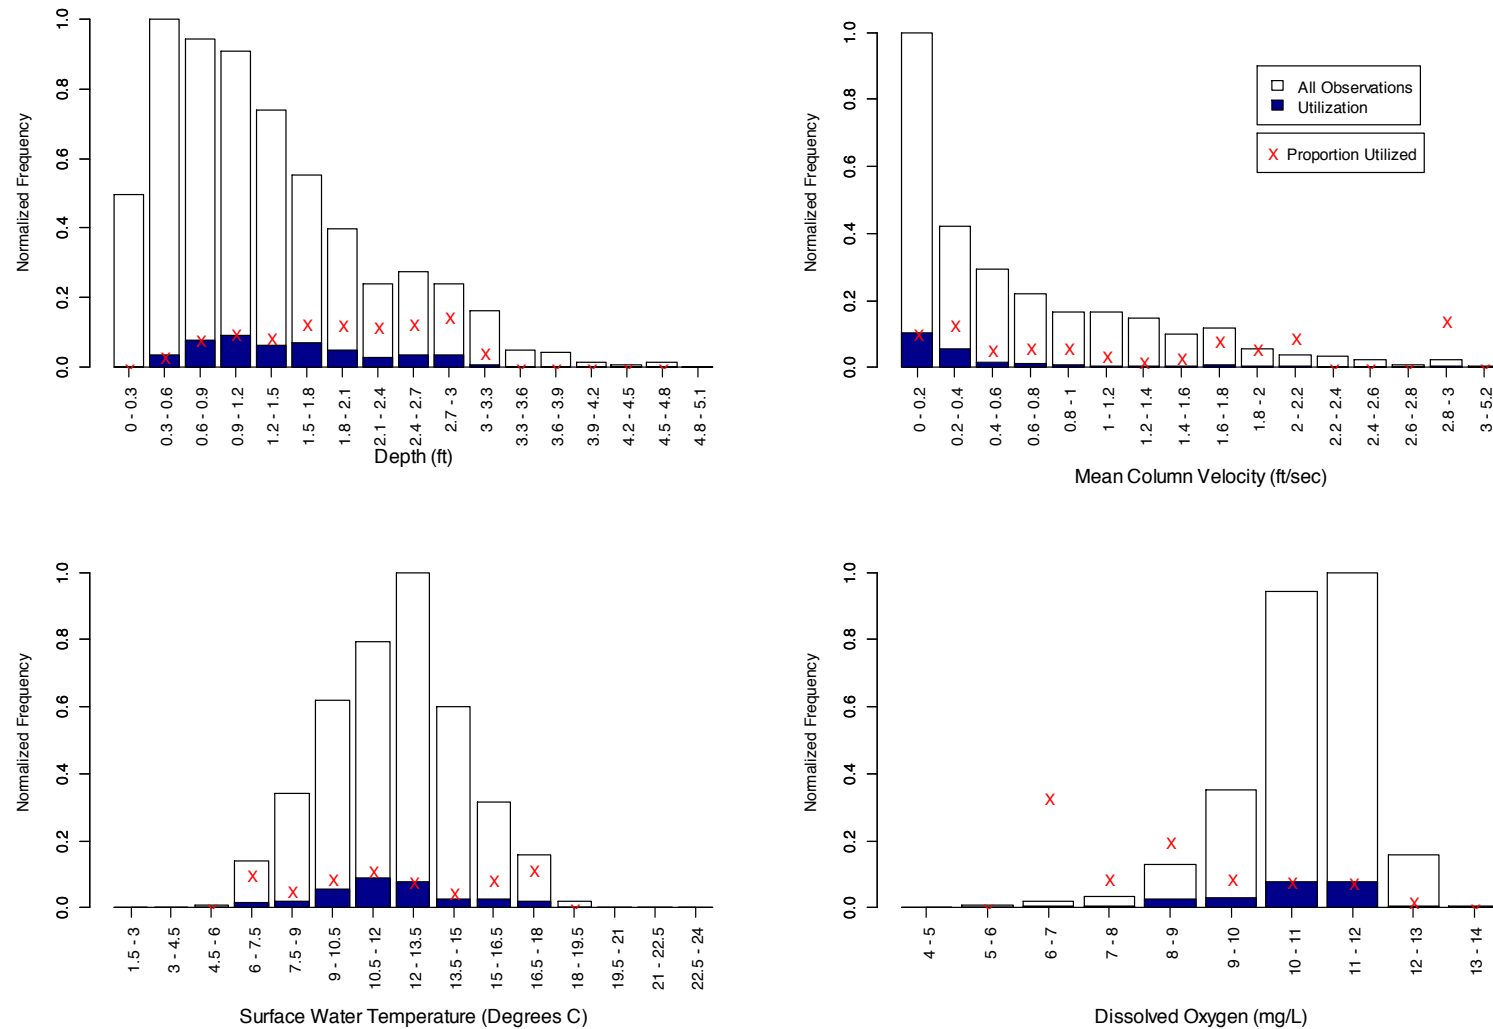 Normalized Frequency
1.0
0.8
0.6
0.4
0.2
0.0
0 - 0.3
0.3 - 0.6
0.6 - 0.9
0.9 - 1.2
1.2 - 1.5
1.5 - 1.8
1.8 - 2.1
2.1 - 2.4
2.4 - 2.7
2.7 - 3
3 - 3.3
3.3 - 3.6
3.6 - 3.9
3.9 - 4.2
4.2 - 4.5
4.5 - 4.8
4.8 - 5.1
Depth (ft)
Normalized Frequency
1.0
0.8
0.6
0.4
0.2
0.0
All Observations
Utilization
X Proportion Utilized
0 - 0.2
0.2 - 0.4
0.4 - 0.6
0.6 - 0.8
0.8 - 1
1 - 1.2
1.2 - 1.4
1.4 - 1.6
1.6 - 1.8
1.8 - 2
2 - 2.2
2.2 - 2.4
2.4 - 2.6
2.6 - 2.8
2.8 - 3
3 - 5.2
Mean Column Velocity (ft/sec)
Normalized Frequency
1.0
0.8
0.6
0.4
0.2
0.0
1.5 - 3
3 - 4.5
4.5 - 6
6 - 7.5
7.5 - 9
9 - 10.5
10.5 - 12
12 - 13.5
13.5 - 15
15 - 16.5
16.5 - 18
18 - 19.5
19.5 - 21
21 - 22.5
22.5 - 24
Surface Water Temperature (Degrees C)
Normalized Frequency
1.0
0.8
0.6
0.4
0.2
0.0
4 - 5
5 - 6
6 - 7
7 - 8
8 - 9
9 - 10
10 - 11
11 - 12
12 - 13
13 - 14
Dissolved Oxygen (mg/L)